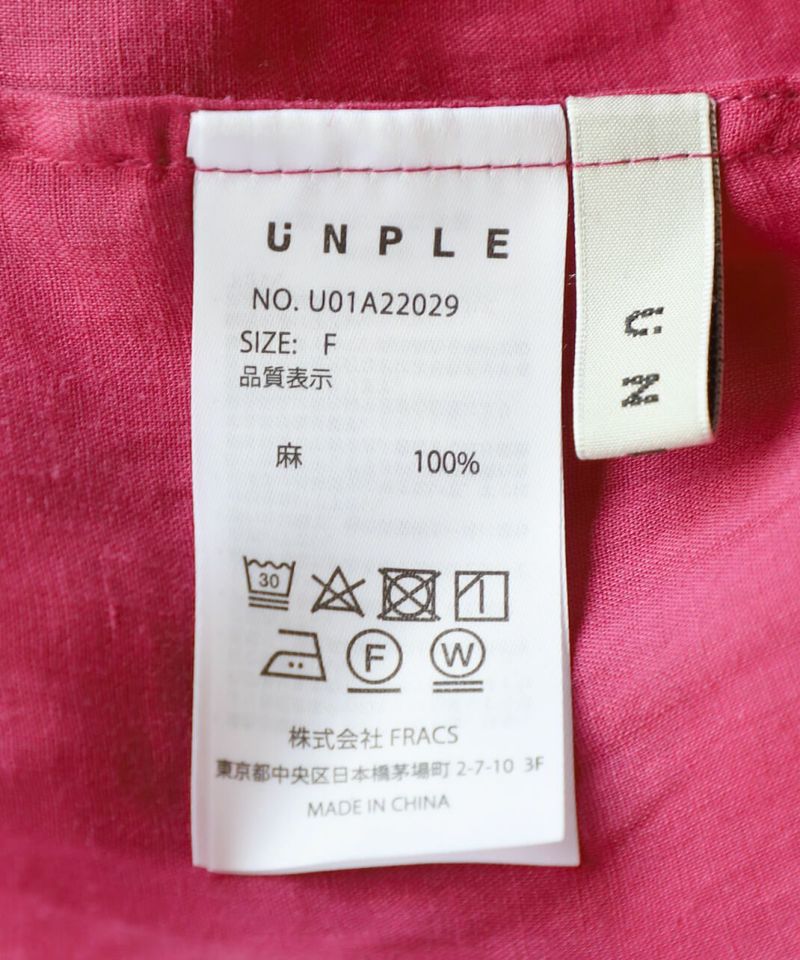 UNPLE
NO. U01A22029
SIZE: F
品質表示
麻 100%
30
F
W
株式会社 FRACS
東京都中央区日本橋茅場町 2-7-10 3F
MADE IN CHINA
U N